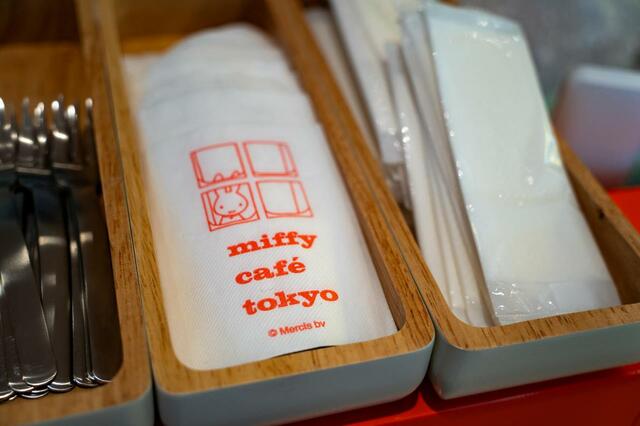 miffy
café
tokyo
© Mercis bv